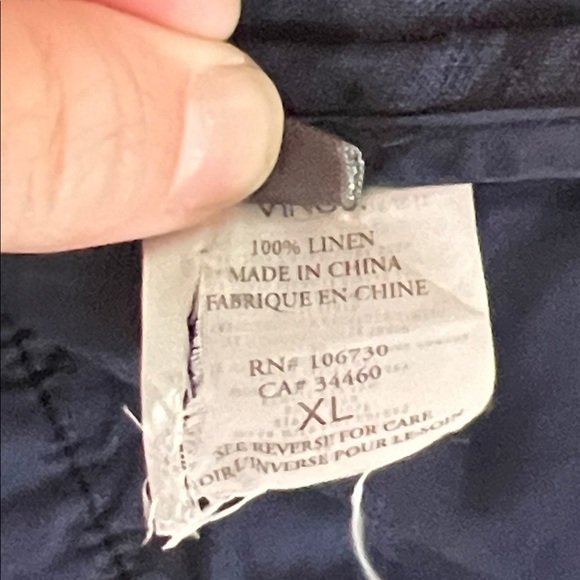 100% LINEN
MADE IN CHINA
FABRIQUE EN CHINE
RN# 106730
CA# 34460
XL
SEE REVERSE FOR CARE
L'INVERSE POUR LE SOIN